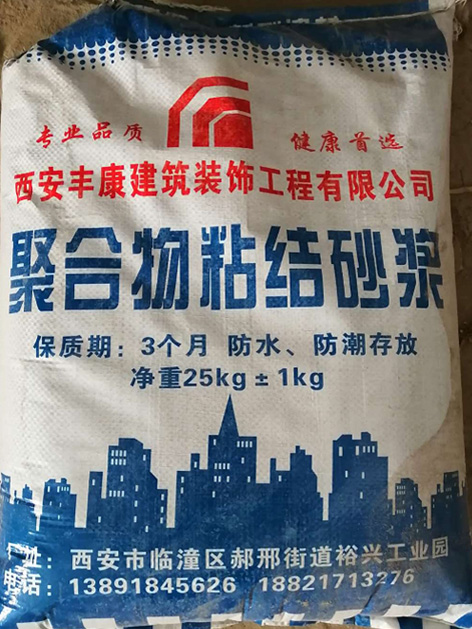 专业品质 健康首选
西安丰康建筑装饰工程有限公司
聚合物粘结砂浆
保质期：3个月 防水、防潮存放
净重25kg±1kg
址：西安市临潼区郝邢街道裕兴工业园
电话：13891845626 18821713276